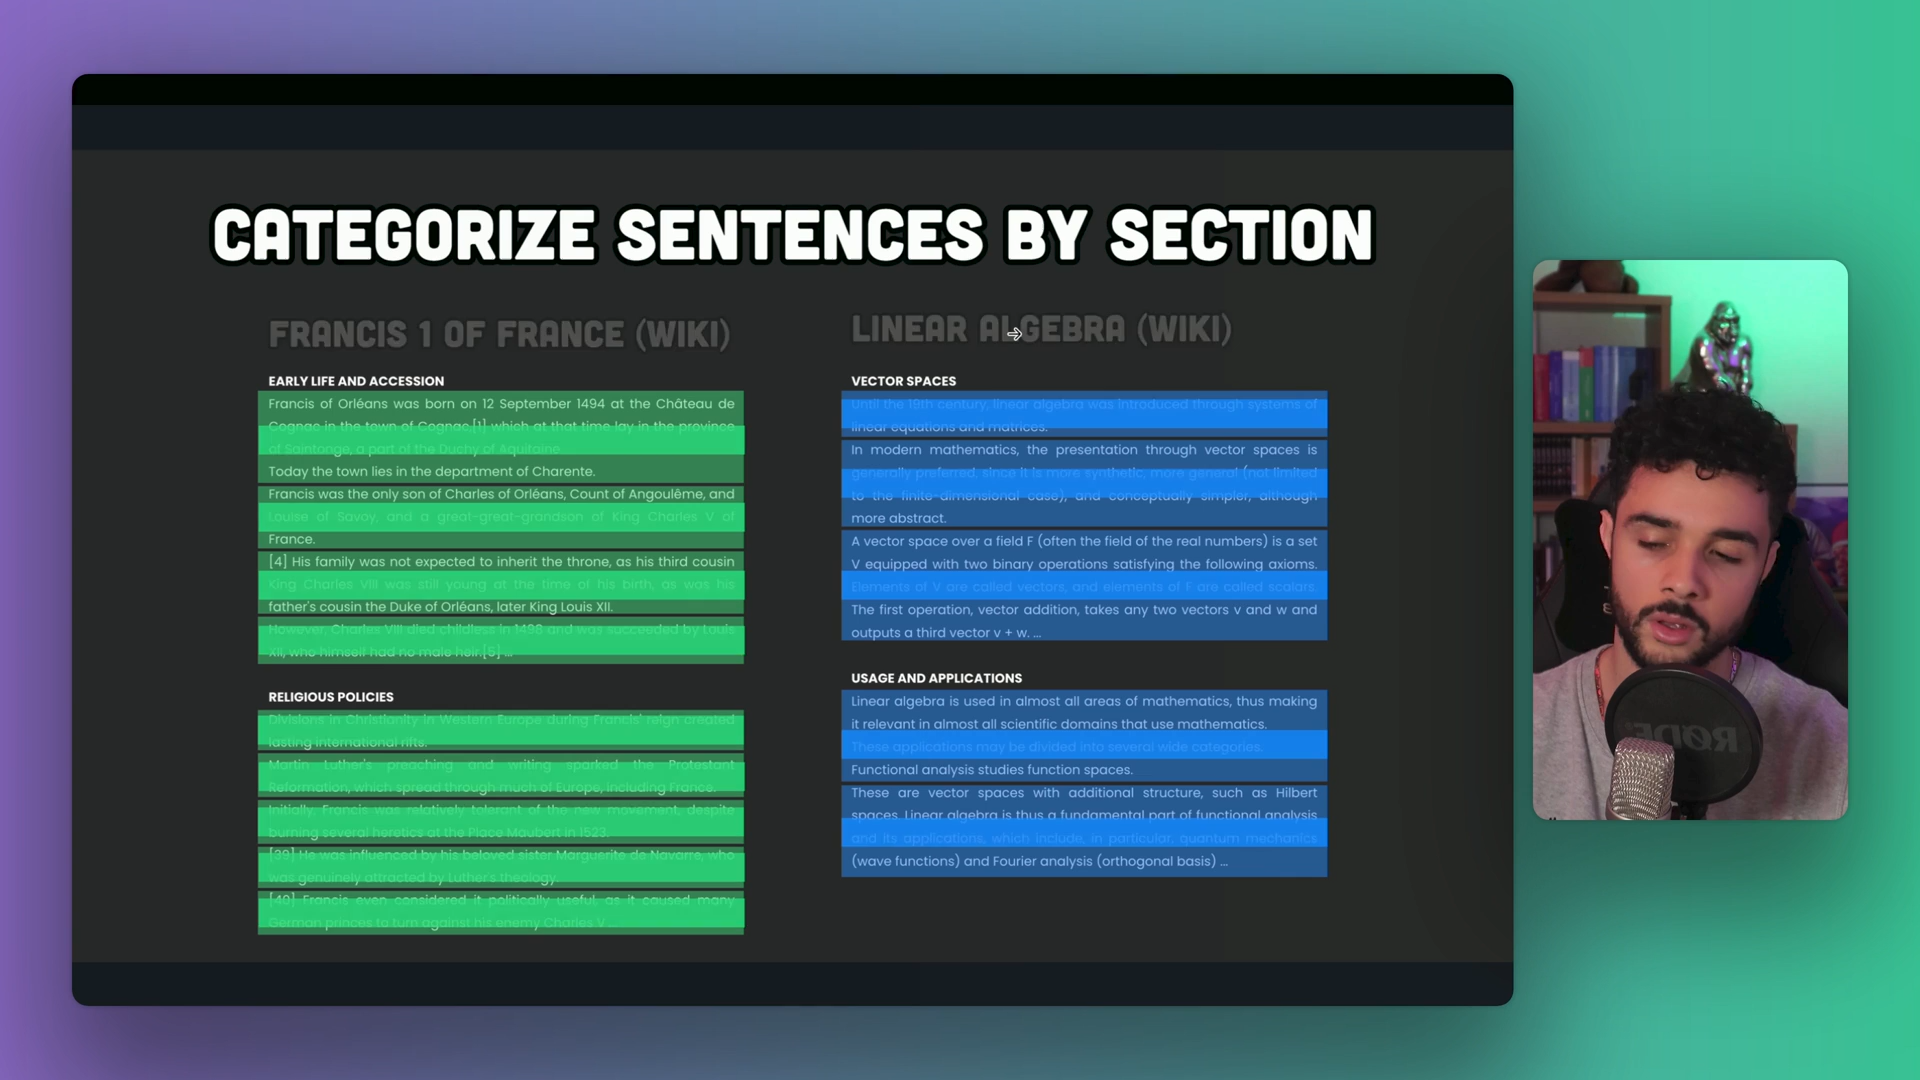 CATEGORIZE SENTENCES BY SECTION
FRANCIS 1 OF FRANCE (WIKI)
EARLY LIFE AND ACCESSION
Francis of Orléans was born on 12 September 1494 at the Château de
Cognac in the town of Cognac,[1] which at that time lay in the province
of Saintonge, a part of the Duchy of Aquitaine.
Today the town lies in the department of Charente.
Francis was the only son of Charles of Orléans, Count of Angoulême, and
Louise of Savoy, and a great-great-grandson of King Charles V of
France.
[4] His family was not expected to inherit the throne, as his third cousin
King Charles VIII was still young at the time of his birth, as was his
father's cousin the Duke of Orléans, later King Louis XII.
However, Charles VIII died childless in 1498 and was succeeded by Louis
XII, who himself had no male heir.[5] ...
RELIGIOUS POLICIES
Divisions in Christianity in Western Europe during Francis' reign created
lasting international rifts.
Martin Luther's preaching and writing sparked the Protestant
Reformation, which spread through much of Europe, including France.
Initially, Francis was relatively tolerant of the new movement, despite
burning several heretics at the Place Maubert in 1523.
[39] He was influenced by his beloved sister Marguerite de Navarre, who
was genuinely attracted by Luther's theology.
[40] Francis even considered it politically useful, as it caused many
German princes to turn against his enemy Charles V ...
LINEAR ALGEBRA (WIKI)
VECTOR SPACES
Until the 19th century, linear algebra was introduced through systems of
linear equations and matrices.
In modern mathematics, the presentation through vector spaces is
generally preferred, since it is more synthetic, more general (not limited
to the finite-dimensional case), and conceptually simpler, although
more abstract.
A vector space over a field F (often the field of the real numbers) is a set
V equipped with two binary operations satisfying the following axioms.
Elements of V are called vectors, and elements of F are called scalars.
The first operation, vector addition, takes any two vectors v and w and
outputs a third vector v + w. ...
USAGE AND APPLICATIONS
Linear algebra is used in almost all areas of mathematics, thus making
it relevant in almost all scientific domains that use mathematics.
These applications may be divided into several wide categories.
Functional analysis studies function spaces.
These are vector spaces with additional structure, such as Hilbert
spaces. Linear algebra is thus a fundamental part of functional analysis
and its applications, which include, in particular, quantum mechanics
(wave functions) and Fourier analysis (orthogonal basis) ...
RØDE